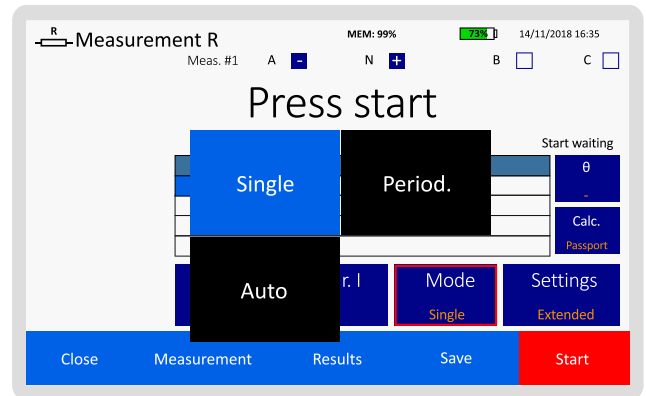 R
Measurement R
MEM: 99%
73%
14/11/2018 16:35
Meas. #1 A - N + B C
Press start
Start waiting
Single
Period.
θ
-
Calc.
Passport
Auto
r. I
Mode
Single
Settings
Extended
Close
Measurement
Results
Save
Start